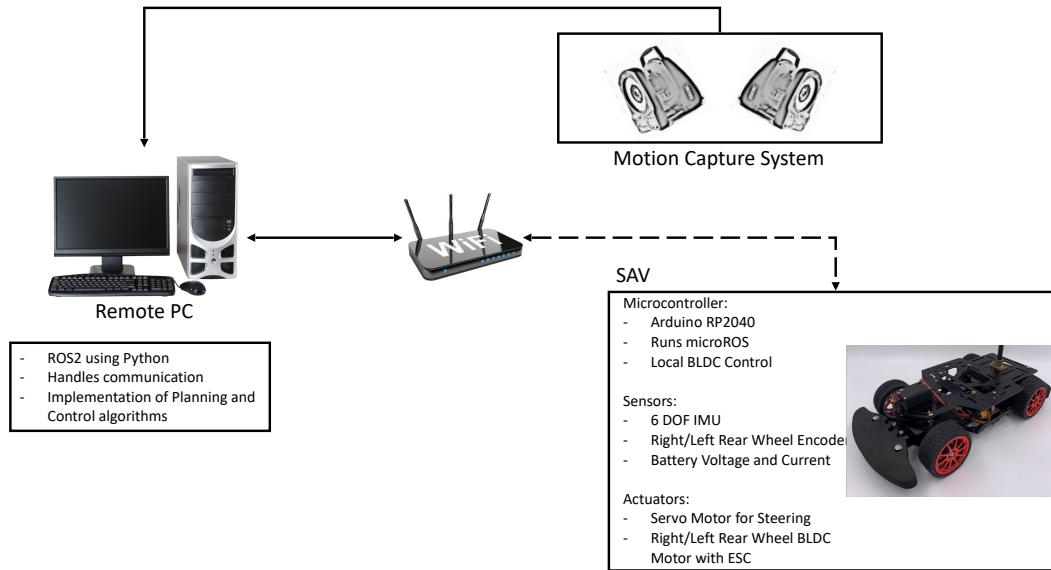 Motion Capture System
WiFi
Remote PC
- ROS2 using Python
- Handles communication
- Implementation of Planning and
Control algorithms
SAV
Microcontroller:
- Arduino RP2040
- Runs microROS
- Local BLDC Control
Sensors:
- 6 DOF IMU
- Right/Left Rear Wheel Encoder
- Battery Voltage and Current
Actuators:
- Servo Motor for Steering
- Right/Left Rear Wheel BLDC
Motor with ESC